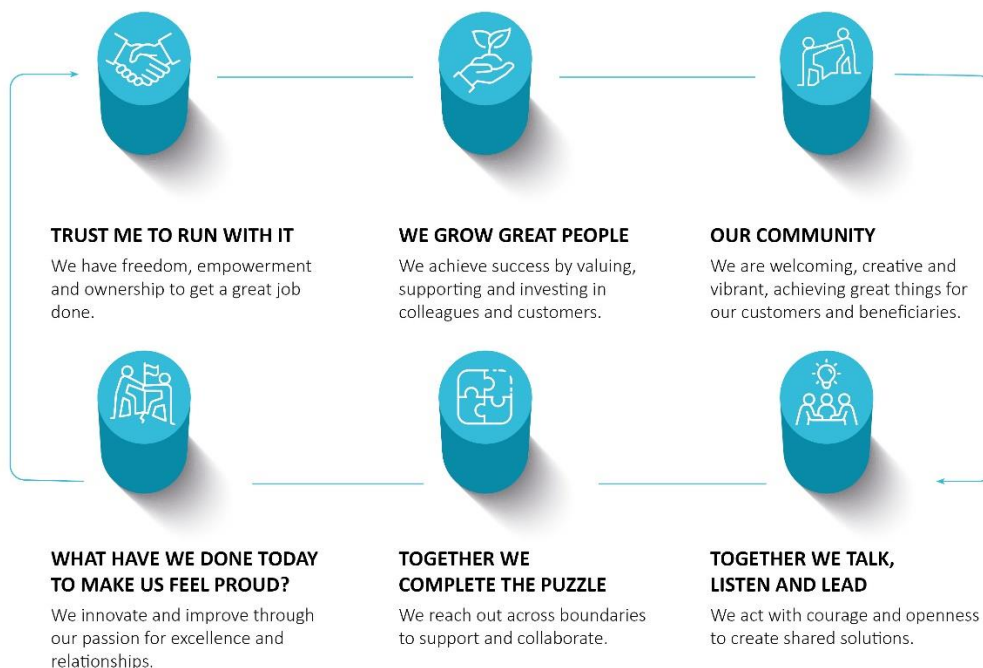 TRUST ME TO RUN WITH IT
We have freedom, empowerment
and ownership to get a great job
done.
WE GROW GREAT PEOPLE
We achieve success by valuing,
supporting and investing in
colleagues and customers.
OUR COMMUNITY
We are welcoming, creative and
vibrant, achieving great things for
our customers and beneficiaries.
WHAT HAVE WE DONE TODAY
TO MAKE US FEEL PROUD?
We innovate and improve through
our passion for excellence and
relationships.
TOGETHER WE
COMPLETE THE PUZZLE
We reach out across boundaries
to support and collaborate.
TOGETHER WE TALK,
LISTEN AND LEAD
We act with courage and openness
to create shared solutions.